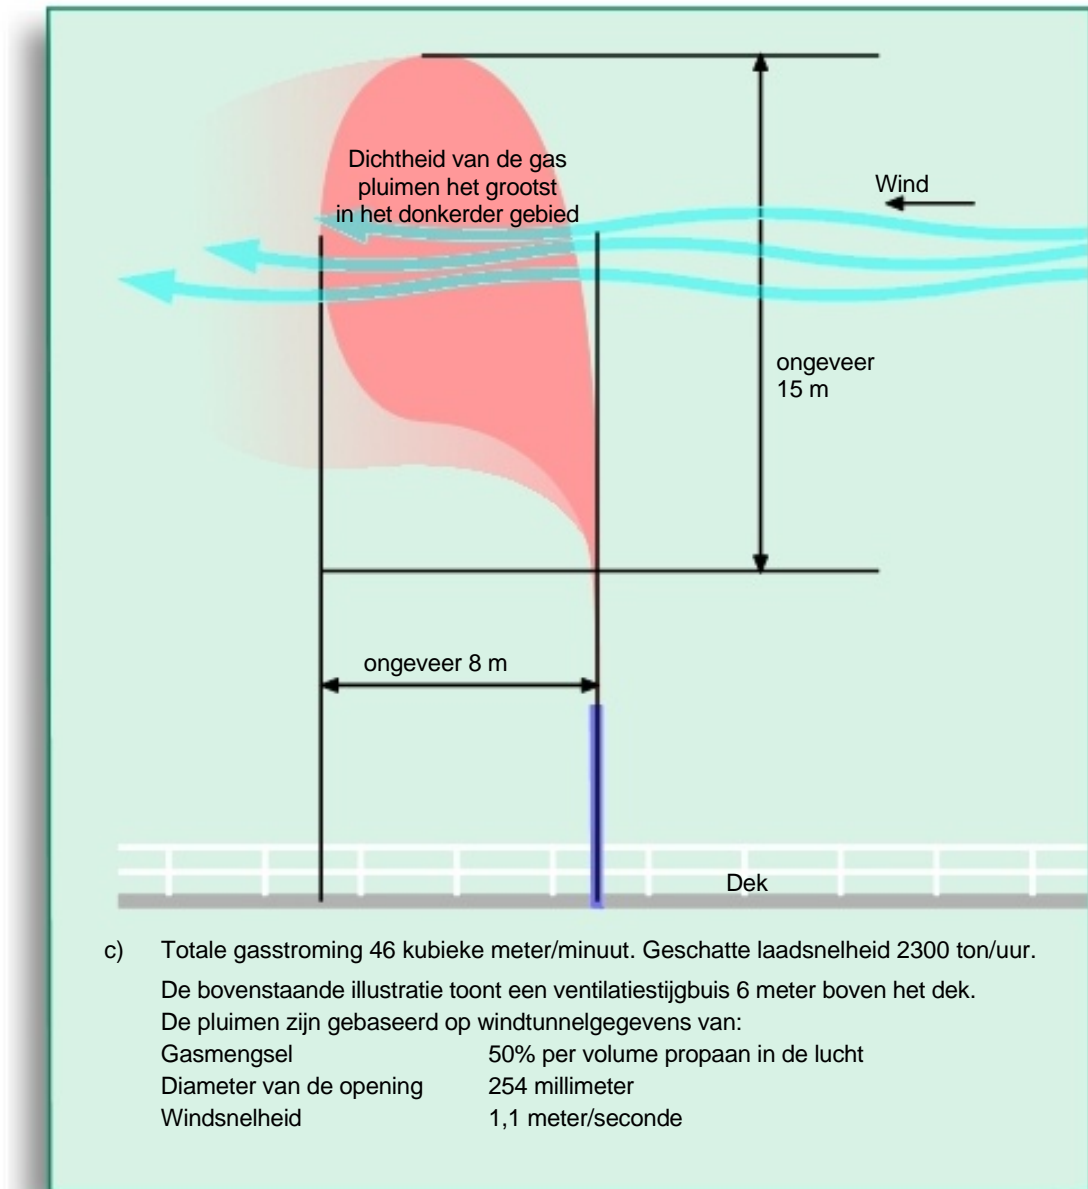 Dichtheid van de gas
pluimen het grootst
in het donkerder gebied
Wind
ongeveer
15 m
ongeveer 8 m
Dek
c) Totale gasstroming 46 kubieke meter/minuut. Geschatte laadsnelheid 2300 ton/uur.
De bovenstaande illustratie toont een ventilatiestijgbuis 6 meter boven het dek.
De pluimen zijn gebaseerd op windtunnelgegevens van:
Gasmengsel 50% per volume propaan in de lucht
Diameter van de opening 254 millimeter
Windsnelheid 1,1 meter/seconde